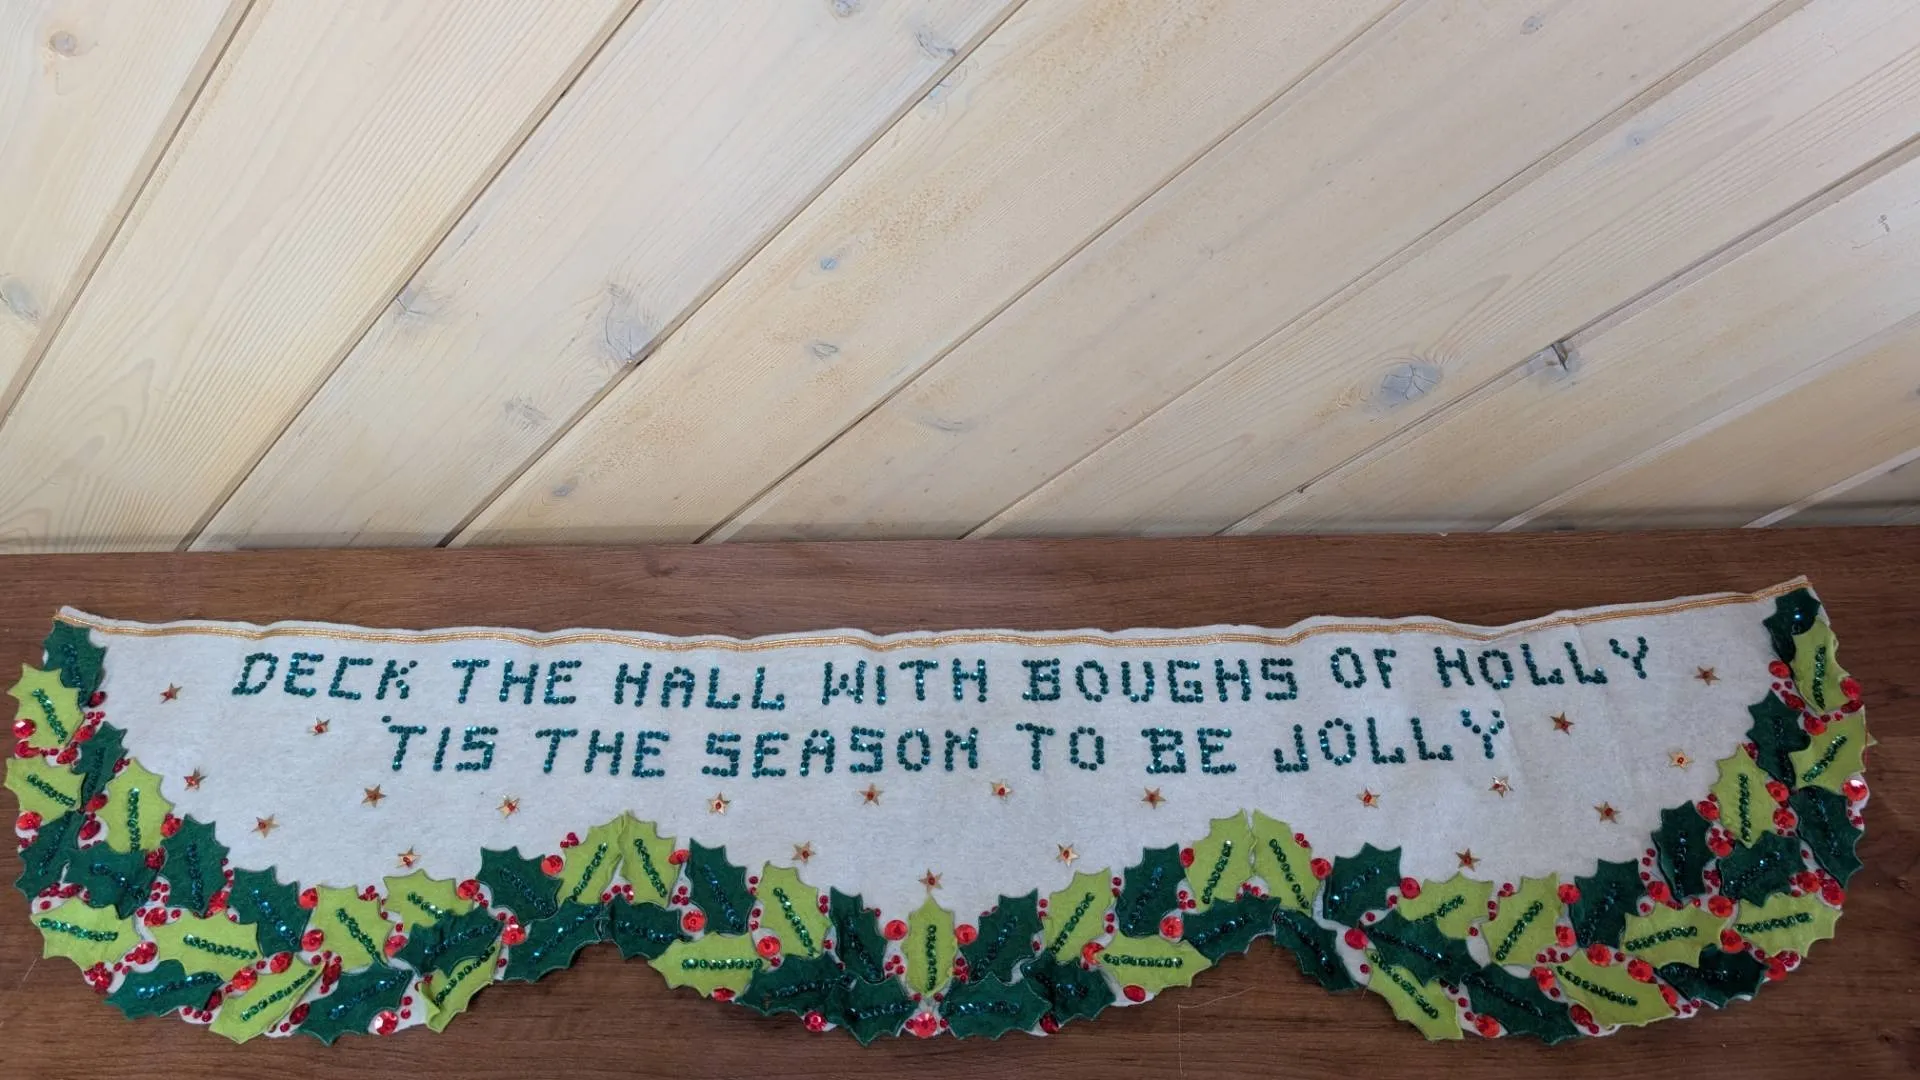 DECK THE HALL WITH BOUGHS OF HOLLY
'TIS THE SEASON TO BE JOLLY